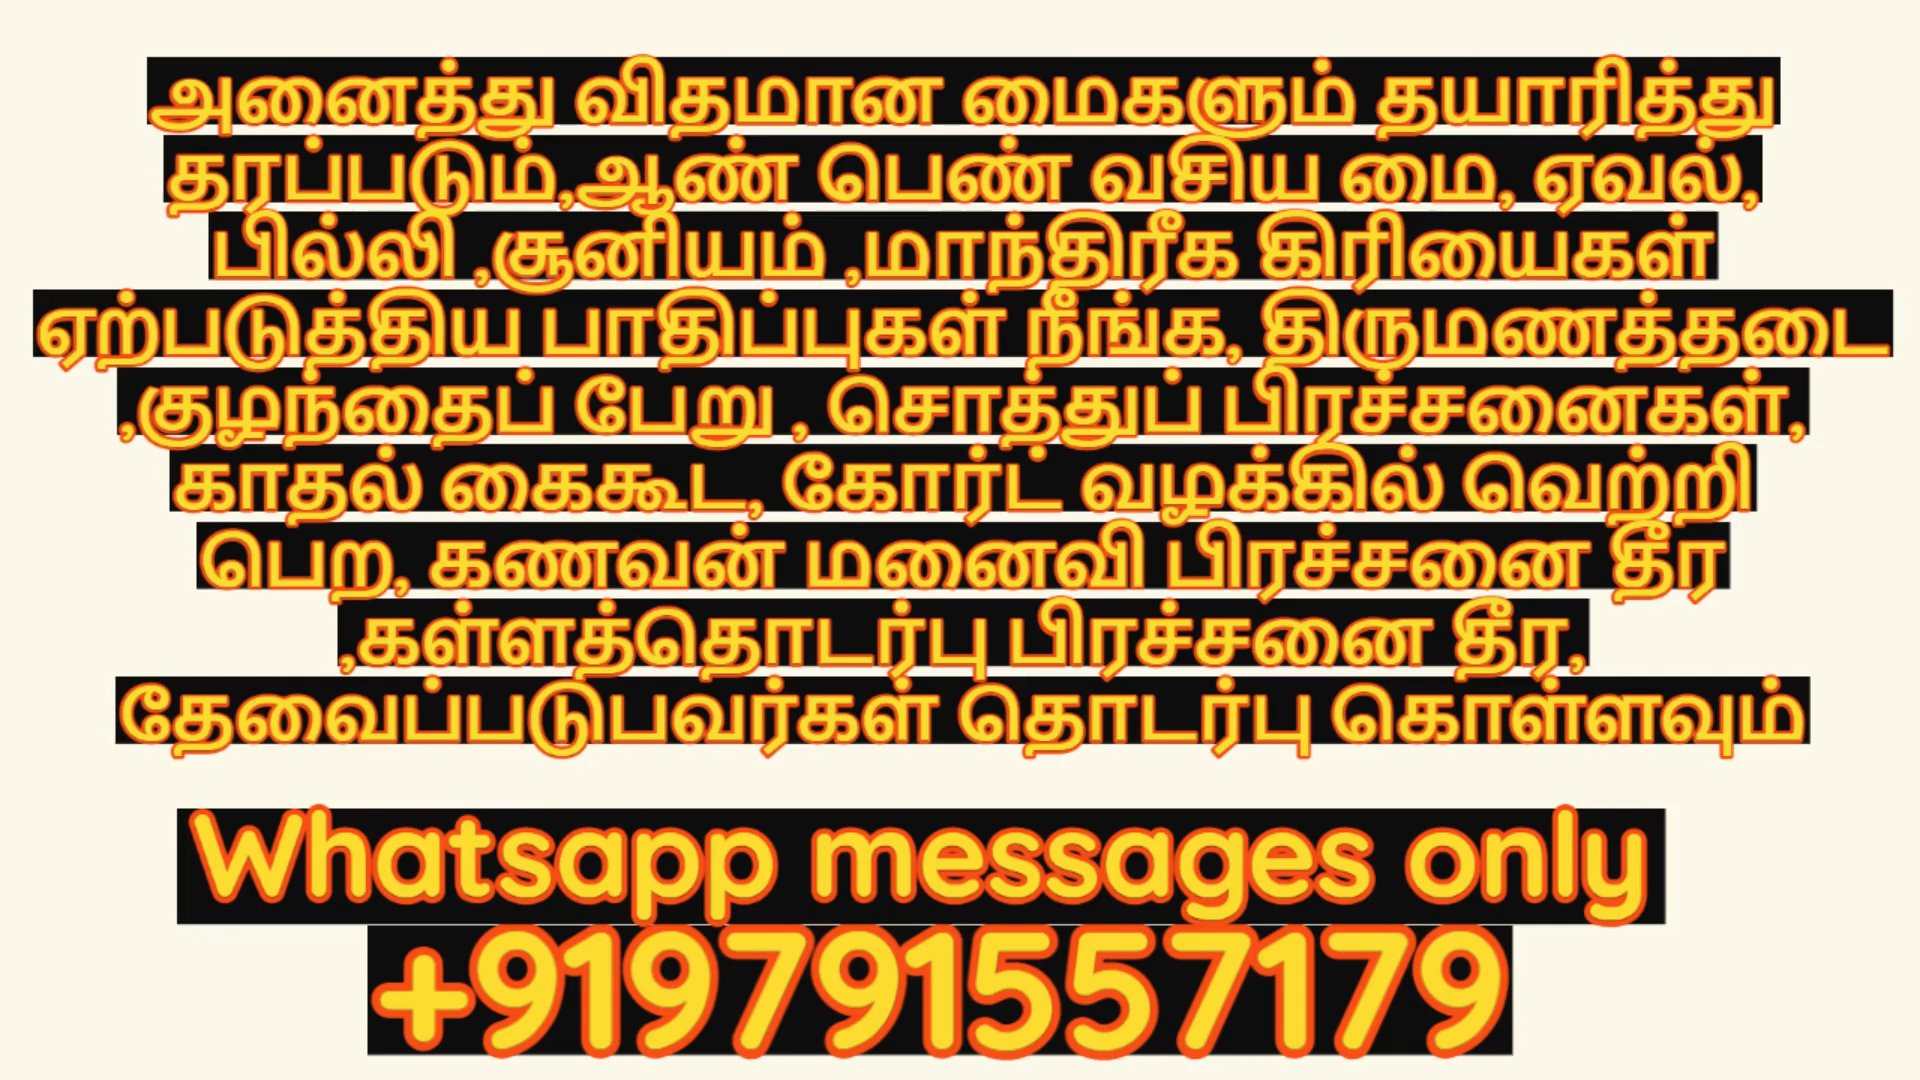 அனைத்து விதமான மைகளும் தயாரித்து
தரப்படும்,ஆண் பெண் வசிய மை, ஏவல்,
பில்லி ,சூனியம் ,மாந்திரீக கிரியைகள்
ஏற்படுத்திய பாதிப்புகள் நீங்க, திருமணத்தடை
,குழந்தைப் பேறு , சொத்துப் பிரச்சனைகள்,
காதல் கைகூட, கோர்ட் வழக்கில் வெற்றி
பெற, கணவன் மனைவி பிரச்சனை தீர
,கள்ளத்தொடர்பு பிரச்சனை தீர,
தேவைப்படுபவர்கள் தொடர்பு கொள்ளவும்
Whatsapp messages only
+919791557179